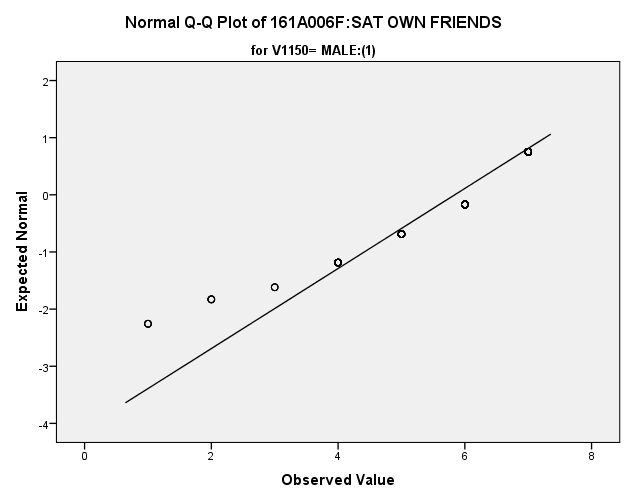 Normal Q-Q Plot of 161A006F:SAT OWN FRIENDS
for V1150= MALE:(1)
Expected Normal
2
1
0
-1
-2
-3
-4
0 2 4 6 8
Observed Value